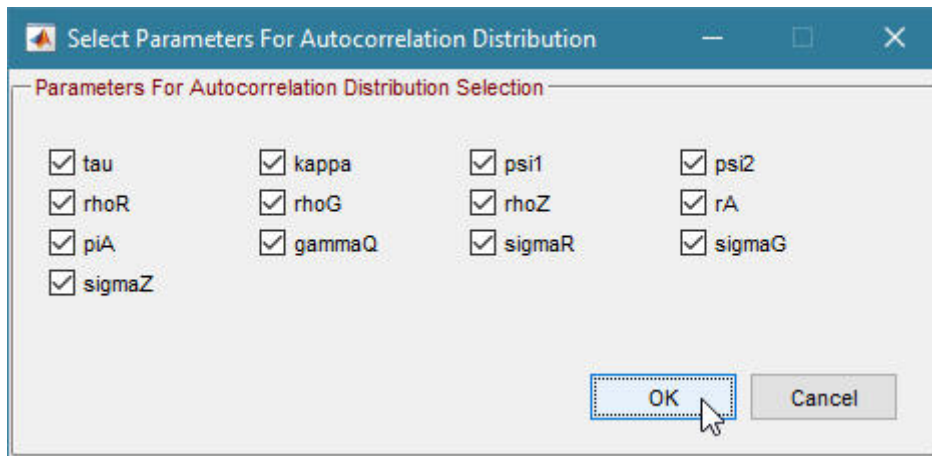 Select Parameters For Autocorrelation Distribution
Parameters For Autocorrelation Distribution Selection
tau kappa psi1 psi2
rhoR rhoG rhoZ rA
piA gammaQ sigmaR sigmaG
sigmaZ
OK Cancel